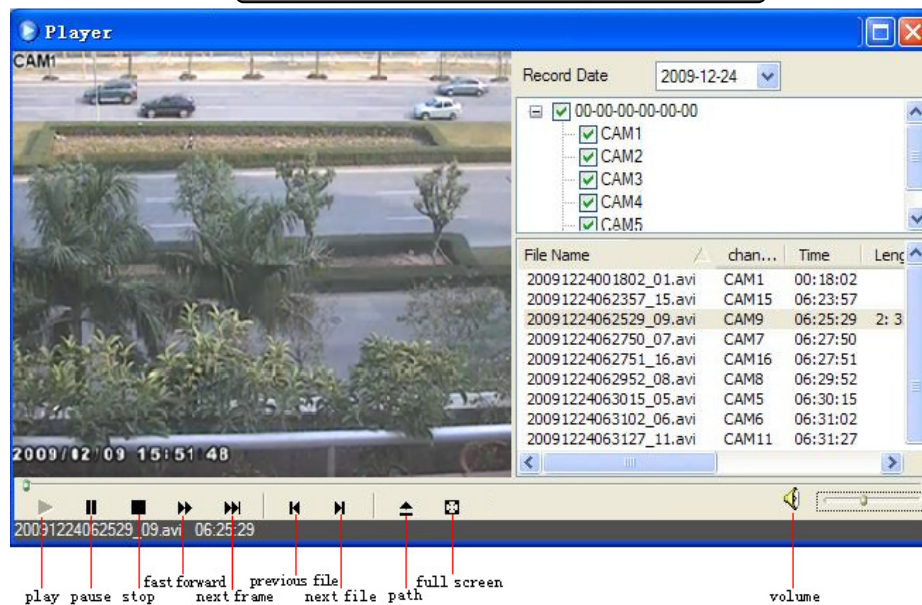 Player
CAM1
Record Date 2009-12-24
00-00-00-00-00-00
CAM1
CAM2
CAM3
CAM4
CAM5
File Name chan... Time Leng
20091224001802_01.avi CAM1 00:18:02
20091224062357_15.avi CAM15 06:23:57
20091224062529_09.avi CAM9 06:25:29 2: 3
20091224062750_07.avi CAM7 06:27:50
20091224062751_16.avi CAM16 06:27:51
20091224062952_08.avi CAM8 06:29:52
20091224063015_05.avi CAM5 06:30:15
20091224063102_06.avi CAM6 06:31:02
20091224063127_11.avi CAM11 06:31:27
2009/02/09 15:51:48
20091224062529_09.avi 06:25:29
fast forward previous file full screen
play pause stop next frame next file path volume